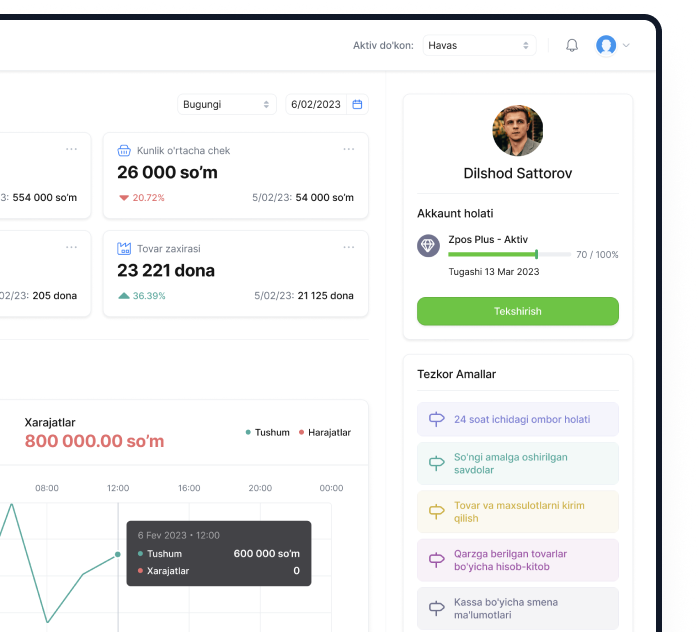 Aktiv do'kon:
Havas
Bugungi
6/02/2023
3: 554 000 so'm
Kunlik o'rtacha chek
26 000 so'm
20.72%
5/02/23: 54 000 so'm
02/23: 205 dona
Tovar zaxirasi
23 221 dona
36.39%
5/02/23: 21 125 dona
Xarajatlar
800 000.00 so'm
Tushum
Harajatlar
08:00
12:00
16:00
20:00
00:00
6 Fev 2023 • 12:00
Tushum
600 000 so'm
Xarajatlar
0
Dilshod Sattorov
Akkaunt holati
Zpos Plus - Aktiv
70 / 100%
Tugashi 13 Mar 2023
Tekshirish
Tezkor Amallar
24 soat ichidagi ombor holati
So'ngi amalga oshirilgan
savdolar
Tovar va maxsulotlarni kirim
qilish
Qarzga berilgan tovarlar
bo'yicha hisob-kitob
Kassa bo'yicha smena
ma'lumotlari